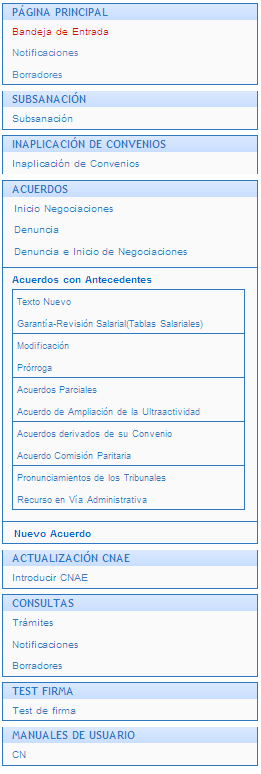 PÁGINA PRINCIPAL
Bandeja de Entrada
Notificaciones
Borradores
SUBSANACIÓN
Subsanación
INAPLICACIÓN DE CONVENIOS
Inaplicación de Convenios
ACUERDOS
Inicio Negociaciones
Denuncia
Denuncia e Inicio de Negociaciones
Acuerdos con Antecedentes
Texto Nuevo
Garantía-Revisión Salarial(Tablas Salariales)
Modificación
Prórroga
Acuerdos Parciales
Acuerdo de Ampliación de la Ultraactividad
Acuerdos derivados de su Convenio
Acuerdo Comisión Paritaria
Pronunciamientos de los Tribunales
Recurso en Vía Administrativa
Nuevo Acuerdo
ACTUALIZACIÓN CNAE
Introducir CNAE
CONSULTAS
Trámites
Notificaciones
Borradores
TEST FIRMA
Test de firma
MANUALES DE USUARIO
CN